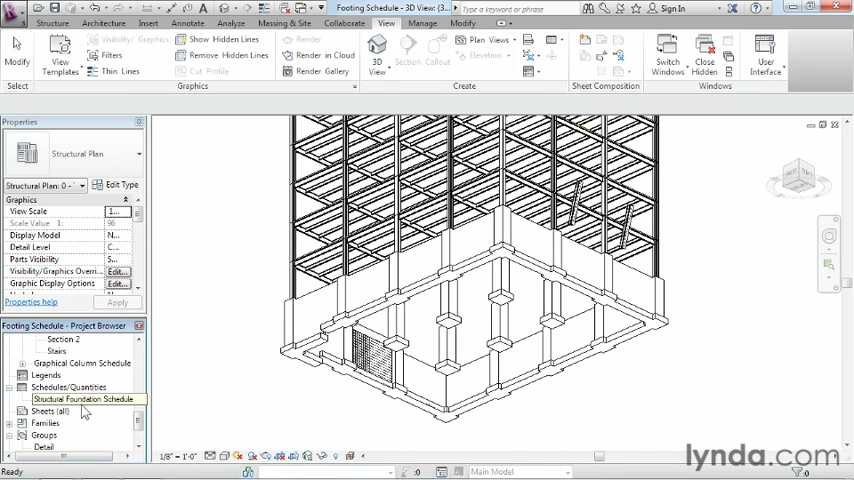 Footing Schedule - 3D View: {3...
Type a keyword or phrase
Sign In
Structure
Architecture
Insert
Annotate
Analyze
Massing & Site
Collaborate
View
Manage
Modify
Modify
View
Templates
Visibility/ Graphics
Filters
Thin Lines
Show Hidden Lines
Remove Hidden Lines
Cut Profile
Render
Render in Cloud
Render Gallery
3D
View
Section
Callout
Plan Views
Elevation
Switch
Windows
Close
Hidden
User
Interface
Select
Graphics
Create
Sheet Composition
Windows
Properties
Structural Plan
Structural Plan: 0 -
Edit Type
Graphics
View Scale
1...
Scale Value 1:
96
Display Model
N...
Detail Level
C...
Parts Visibility
S...
Visibility/Graphics Overri...
Edit...
Graphic Display Options
Edit...
Properties help
Apply
Footing Schedule - Project Browser
Section 2
Stairs
Graphical Column Schedule
Legends
Schedules/Quantities
Structural Foundation Schedule
Sheets (all)
Families
Groups
Detail
1/8" = 1'-0"
Ready
:0
Main Model
:0
lynda.com